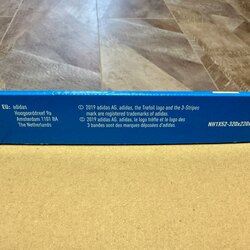 EU: adidas
Hoogoorddreef 9a
Amsterdam 1101 BA
The Netherlands
© 2019 adidas AG. adidas, the Trefoil logo and the 3-Stripes
mark are registered trademarks of adidas.
© 2019 adidas AG. adidas, le logo trèfle et le logo des
3 bandes sont des marques déposées d'adidas.